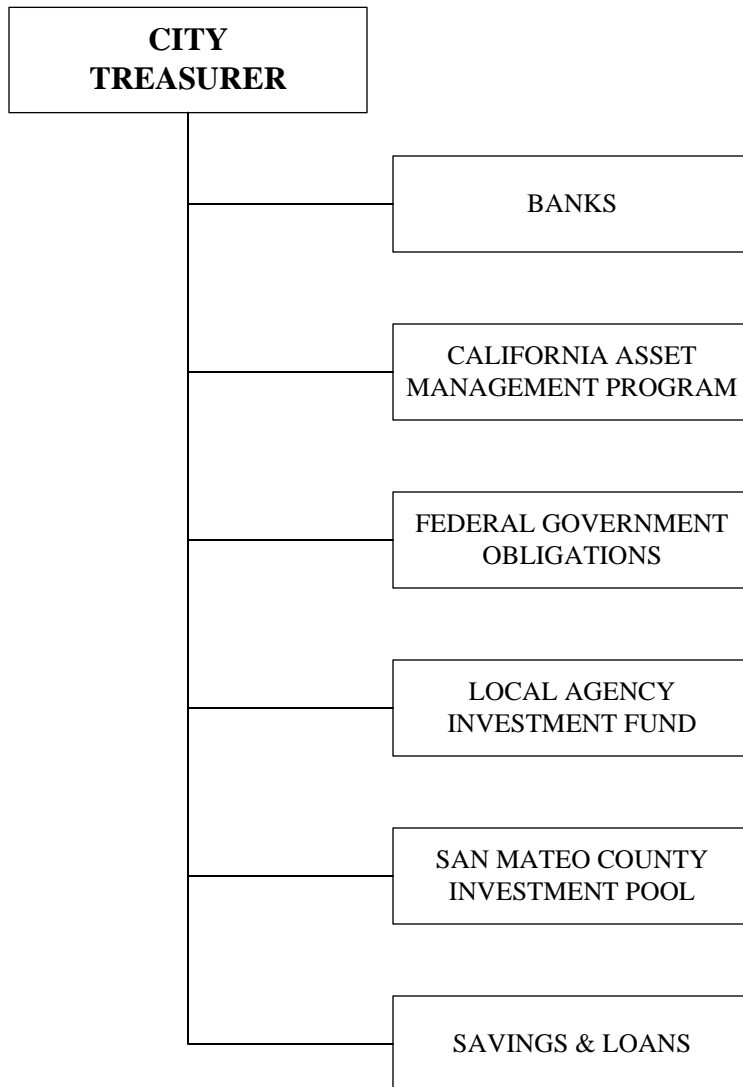 CITY
TREASURER
BANKS
CALIFORNIA ASSET
MANAGEMENT PROGRAM
FEDERAL GOVERNMENT
OBLIGATIONS
LOCAL AGENCY
INVESTMENT FUND
SAN MATEO COUNTY
INVESTMENT POOL
SAVINGS & LOANS